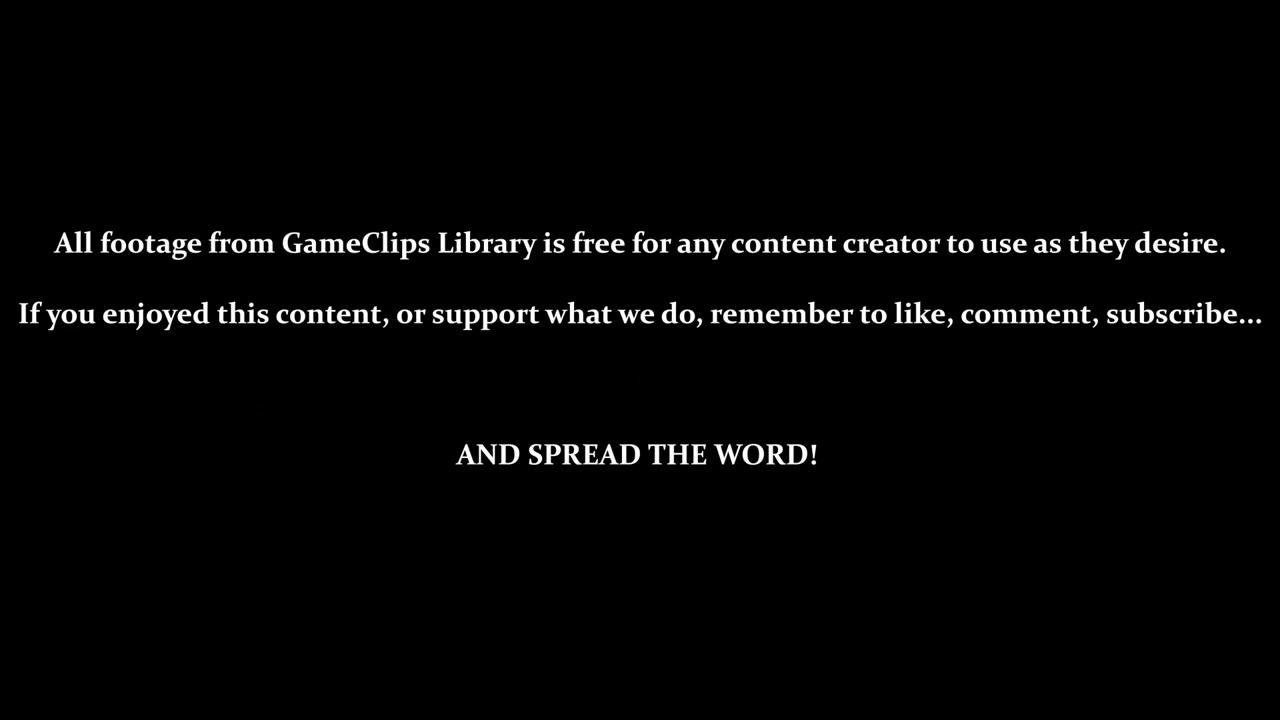 All footage from GameClips Library is free for any content creator to use as they desire.
If you enjoyed this content, or support what we do, remember to like, comment, subscribe...
AND SPREAD THE WORD!